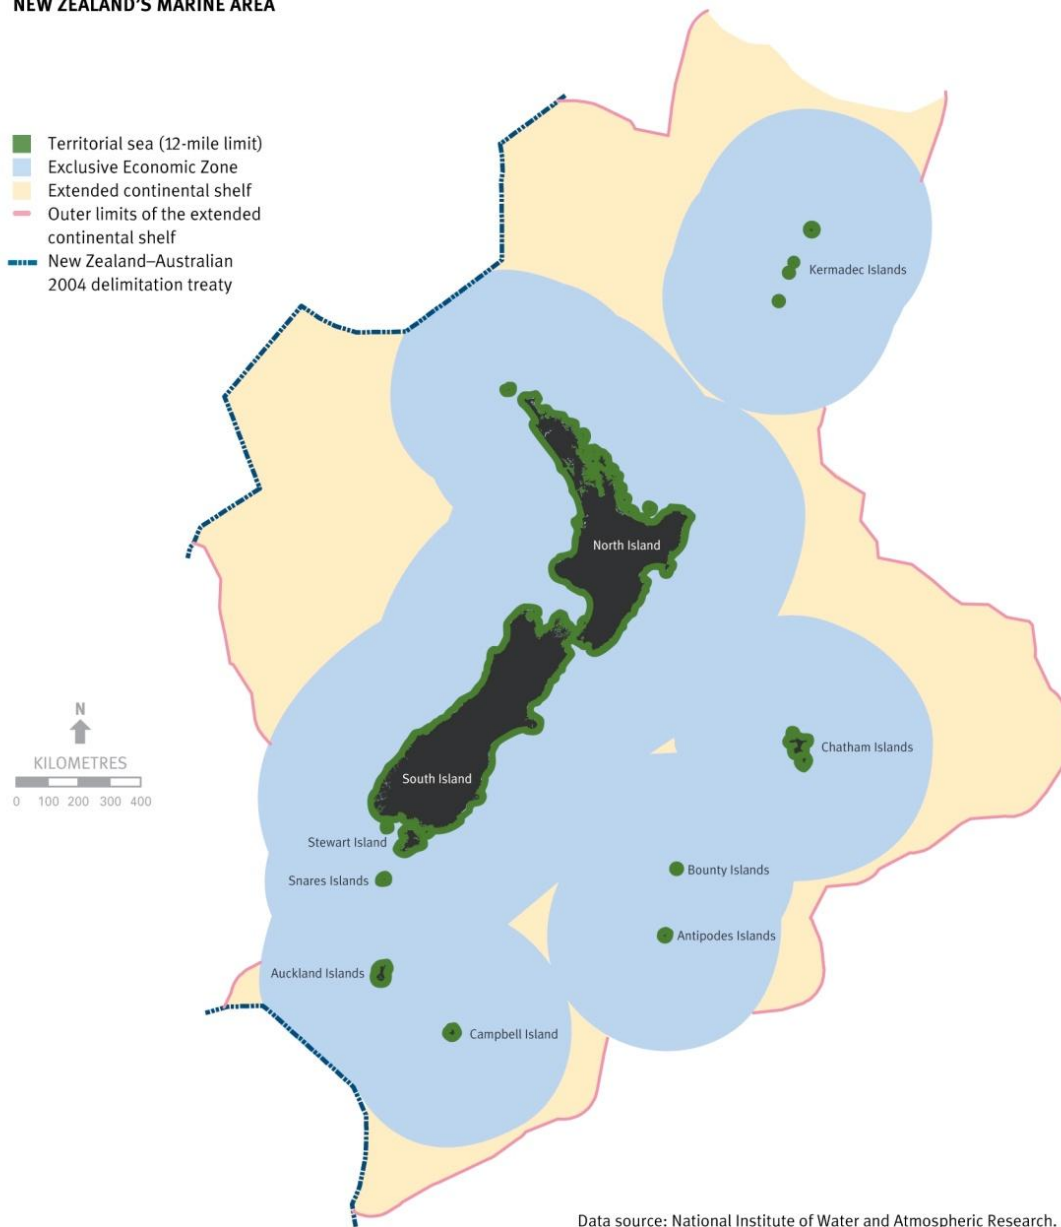 NEW ZEALAND'S MARINE AREA
Territorial sea (12-mile limit)
Exclusive Economic Zone
Extended continental shelf
Outer limits of the extended
continental shelf
New Zealand–Australian
2004 delimitation treaty
Kermadec Islands
North Island
N
KILOMETRES
0 100 200 300 400
Chatham Islands
South Island
Stewart Island
Bounty Islands
Snares Islands
Antipodes Islands
Auckland Islands
Campbell Island
Data source: National Institute of Water and Atmospheric Research.